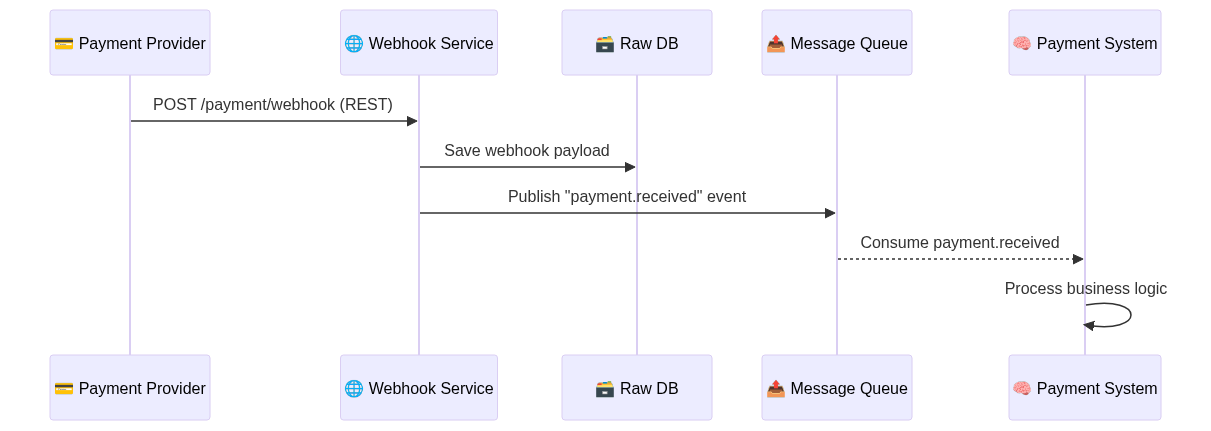 💳 Payment Provider
🌐 Webhook Service
🗃️ Raw DB
📤 Message Queue
🧠 Payment System
POST /payment/webhook (REST)
Save webhook payload
Publish "payment.received" event
Consume payment.received
Process business logic
💳 Payment Provider
🌐 Webhook Service
🗃️ Raw DB
📤 Message Queue
🧠 Payment System